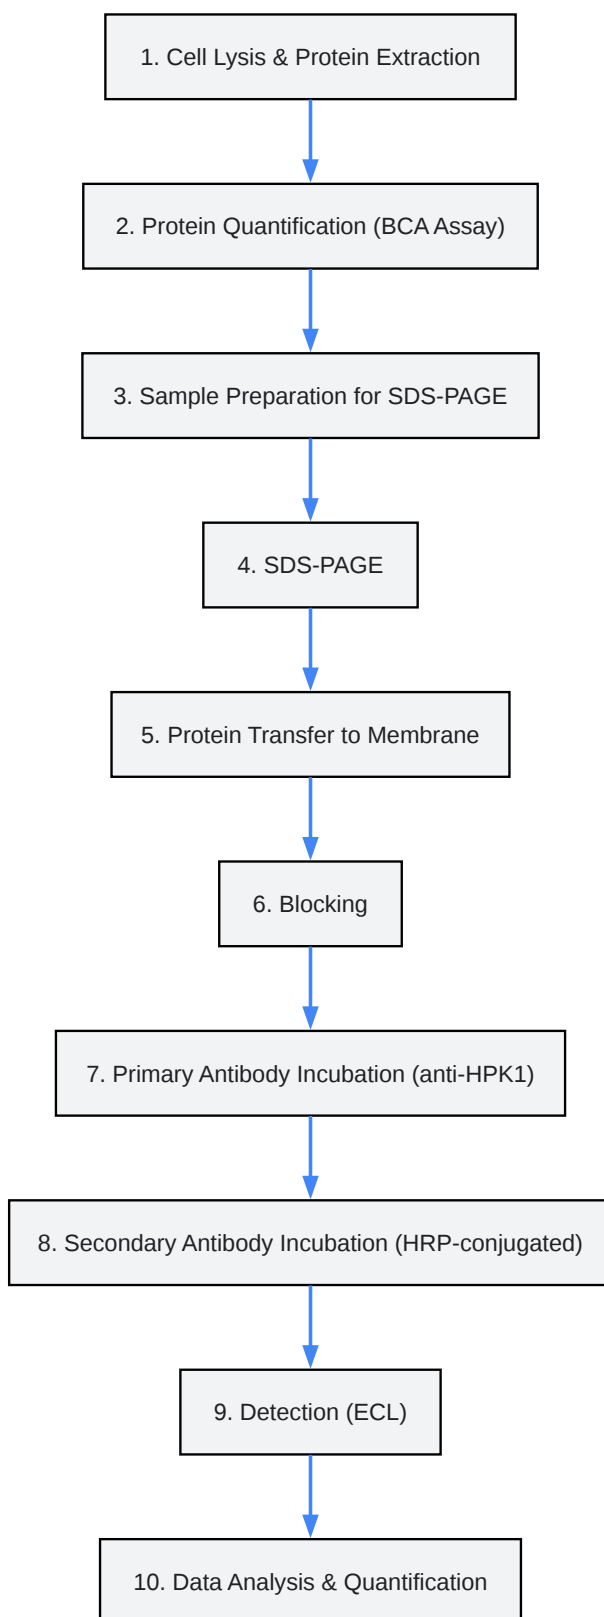 1. Cell Lysis & Protein Extraction
2. Protein Quantification (BCA Assay)
3. Sample Preparation for SDS-PAGE
4. SDS-PAGE
5. Protein Transfer to Membrane
6. Blocking
7. Primary Antibody Incubation (anti-HPK1)
8. Secondary Antibody Incubation (HRP-conjugated)
9. Detection (ECL)
10. Data Analysis & Quantification